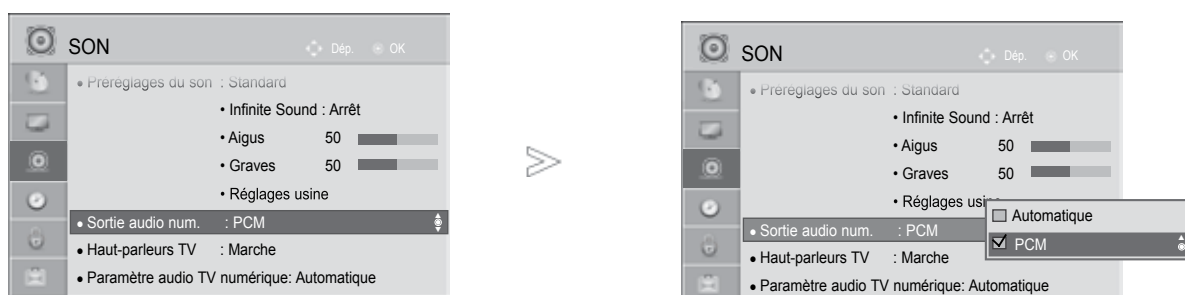 SON
Dép. OK
• Préréglages du son : Standard
• Infinite Sound : Arrêt
• Aigus 50
• Graves 50
• Réglages usine
• Sortie audio num. : PCM
• Haut-parleurs TV : Marche
• Paramètre audio TV numérique: Automatique
SON
Dép. OK
• Préréglages du son : Standard
• Infinite Sound : Arrêt
• Aigus 50
• Graves 50
• Réglages usi
• Sortie audio num. : PCM
Automatique
PCM
• Haut-parleurs TV : Marche
• Paramètre audio TV numérique: Automatique